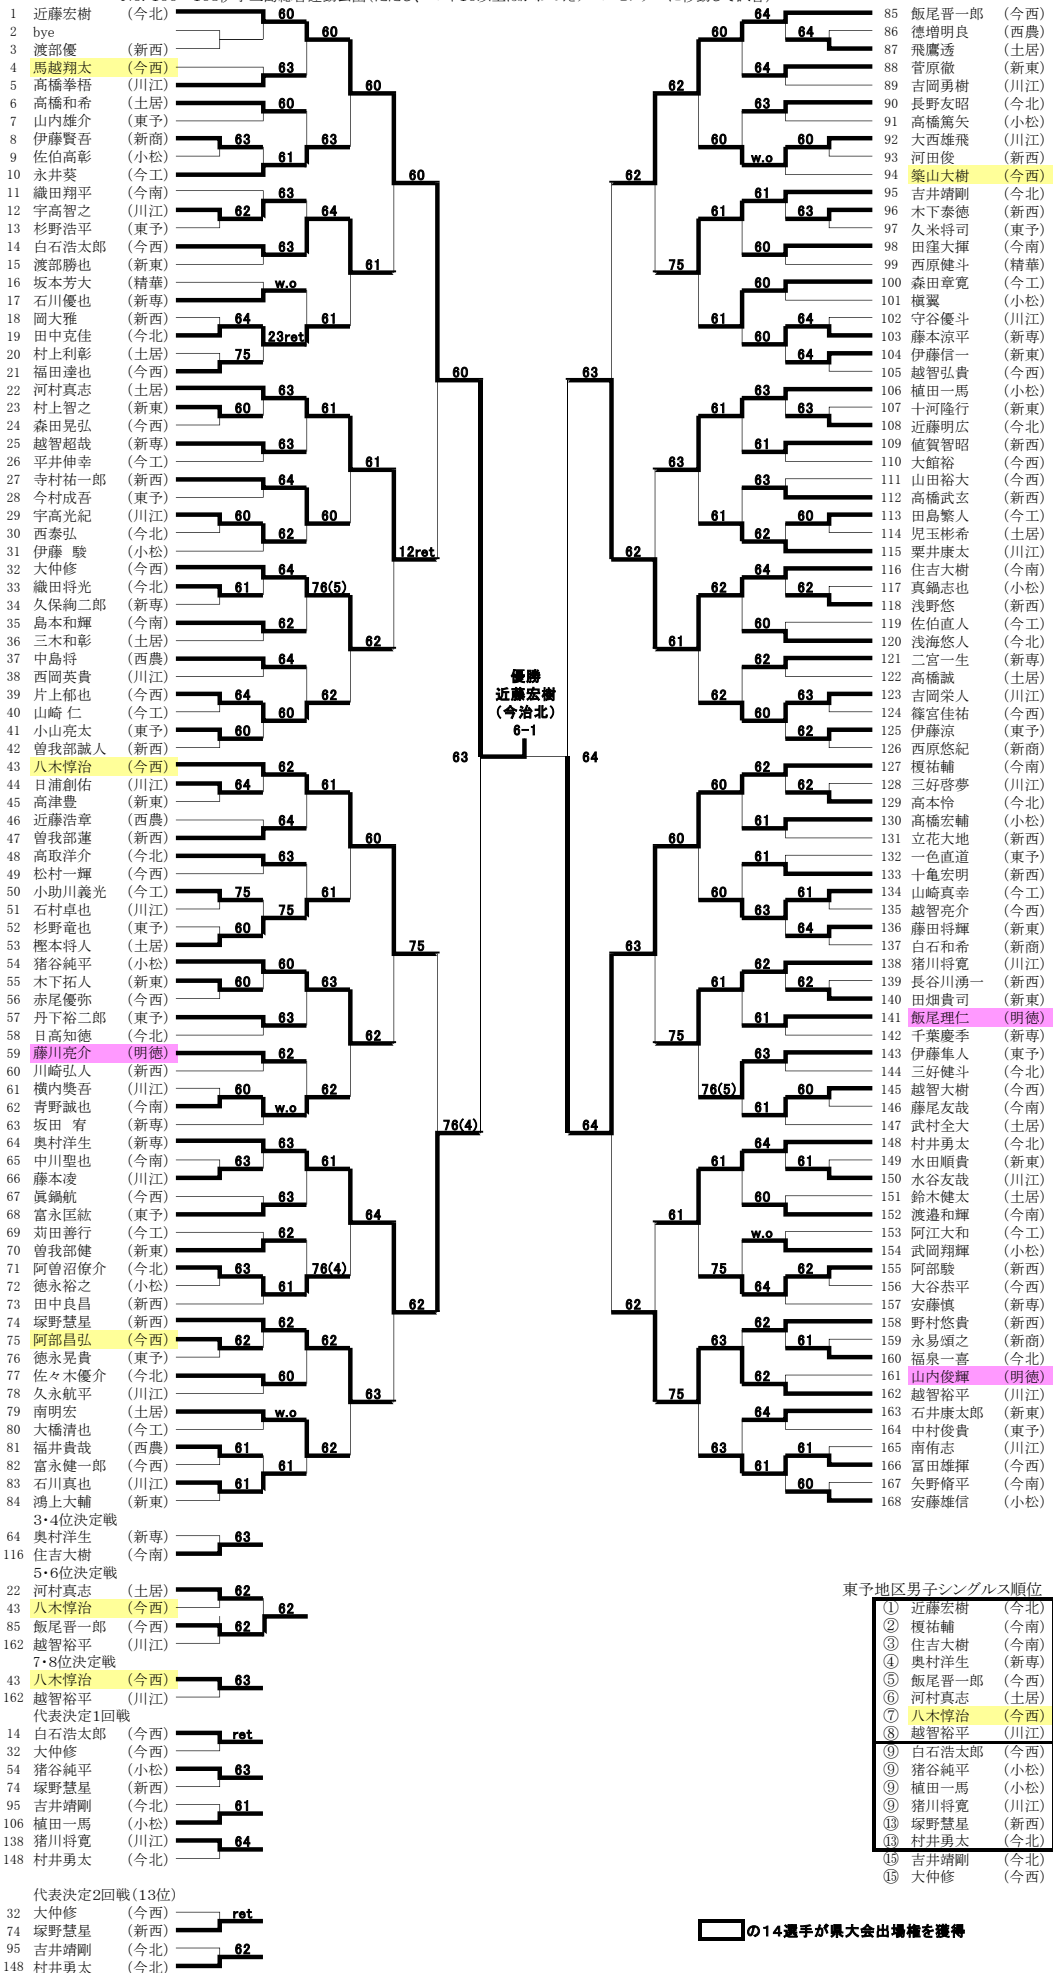 1 近藤宏樹 (今北)
2 bye
3 渡部優 (新西)
4 馬越翔太 (今西)
5 髙橋奉梧 (川江)
6 高橋和希 (土居)
7 山内雄介 (東予)
8 伊藤賢吾 (新商)
9 佐伯高彰 (小松)
10 永井葵 (今工)
11 織田翔平 (今南)
12 宇高智之 (川江)
13 杉野浩平 (東予)
14 白石浩太郎 (今西)
15 渡部勝也 (新東)
16 坂本芳大 (精華)
17 石川優也 (新専)
18 岡大雅 (新西)
19 田中克佳 (今北)
20 村上利彰 (土居)
21 福田達也 (今西)
22 河村真志 (土居)
23 村上智之 (新東)
24 森田晃弘 (今西)
25 越智超哉 (新専)
26 平井伸幸 (今工)
27 寺村祐一郎 (新西)
28 今村成吾 (東予)
29 宇高光紀 (川江)
30 西泰弘 (今北)
31 伊藤 駿 (小松)
32 大仲修 (今西)
33 織田将光 (今北)
34 久保絢二郎 (新専)
35 島本和輝 (今南)
36 三木和彰 (土居)
37 中島将 (西農)
38 西岡英貴 (川江)
39 片上郁也 (今西)
40 山崎 仁 (今工)
41 小山亮太 (東予)
42 曽我部誠人 (新西)
43 八木惇治 (今西)
44 日浦創佑 (川江)
45 高津豊 (新東)
46 近藤浩章 (西農)
47 曽我部蓮 (新西)
48 高取洋介 (今北)
49 松村一輝 (今西)
50 小助川義光 (今工)
51 石村卓也 (川江)
52 杉野竜也 (東予)
53 樫本将人 (土居)
54 猪谷純平 (小松)
55 木下拓人 (新東)
56 赤尾優弥 (今西)
57 丹下裕二郎 (東予)
58 日高知徳 (今北)
59 藤川亮介 (明徳)
60 川崎弘人 (新西)
61 横内奬吾 (川江)
62 青野誠也 (今南)
63 坂田 宥 (新専)
64 奥村洋生 (新専)
65 中川聖也 (今南)
66 藤本凌 (川江)
67 眞鍋航 (今西)
68 富永匡紘 (東予)
69 苅田善行 (今工)
70 曽我部健 (新東)
71 阿曽沼僚介 (今北)
72 徳永裕之 (小松)
73 田中良昌 (新西)
74 塚野慧星 (新西)
75 阿部昌弘 (今西)
76 徳永晃貴 (東予)
77 佐々木優介 (今北)
78 久永航平 (川江)
79 南明宏 (土居)
80 大橋清也 (今工)
81 福井貴哉 (西農)
82 富永健一郎 (今西)
83 石川真也 (川江)
84 鴻上大輔 (新東)
優勝
近藤宏樹
(今治北)
6-1
63 64
85 飯尾晋一郎 (今西)
86 德増明良 (西農)
87 飛鷹透 (土居)
88 菅原徹 (新東)
89 吉岡勇樹 (川江)
90 長野友昭 (今北)
91 高橋篤矢 (小松)
92 大西雄飛 (川江)
93 河田俊 (新西)
94 築山大樹 (今西)
95 吉井靖剛 (今北)
96 木下泰徳 (新西)
97 久米将司 (東予)
98 田窪大揮 (今南)
99 西原健斗 (精華)
100 森田章寛 (今工)
101 槇翼 (小松)
102 守谷優斗 (川江)
103 藤本涼平 (新専)
104 伊藤信一 (新東)
105 越智弘貴 (今西)
106 植田一馬 (小松)
107 十河隆行 (新東)
108 近藤明広 (今北)
109 値賀智昭 (新西)
110 大館裕 (今西)
111 山田裕大 (今西)
112 高橋武玄 (新西)
113 田島繁人 (今工)
114 児玉彬希 (土居)
115 栗井康太 (川江)
116 住吉大樹 (今南)
117 真鍋志也 (小松)
118 浅野悠 (新西)
119 佐伯直人 (今工)
120 浅海悠人 (今北)
121 二宮一生 (新専)
122 高橋誠 (土居)
123 吉岡栄人 (川江)
124 篠宮佳祐 (今西)
125 伊藤涼 (東予)
126 西原悠紀 (新商)
127 榎祐輔 (今南)
128 三好啓夢 (川江)
129 高本怜 (今北)
130 髙橋宏輔 (小松)
131 立花大地 (新西)
132 一色直道 (東予)
133 十亀宏明 (新西)
134 山崎真幸 (今工)
135 越智亮介 (今西)
136 藤田将輝 (新東)
137 白石和希 (新商)
138 猪川将寛 (川江)
139 長谷川湧一 (新西)
140 田畑貴司 (新東)
141 飯尾理仁 (明徳)
142 千葉慶季 (新専)
143 伊藤隼人 (東予)
144 三好健斗 (今北)
145 越智大樹 (今西)
146 藤尾友哉 (今南)
147 武村全大 (土居)
148 村井勇太 (今北)
149 水田順貴 (新東)
150 水谷友哉 (川江)
151 鈴木健太 (土居)
152 渡邉和輝 (今南)
153 阿江大和 (今工)
154 武岡翔輝 (小松)
155 阿部駿 (新西)
156 大谷恭平 (今西)
157 安藤慎 (新専)
158 野村悠貴 (新西)
159 永易頌之 (新商)
160 福泉一喜 (今北)
161 山内俊輝 (明徳)
162 越智裕平 (川江)
163 石井康太郎 (新東)
164 中村俊貴 (東予)
165 南侑志 (川江)
166 冨田雄揮 (今西)
167 矢野脩平 (今南)
168 安藤雄信 (小松)
3・4位決定戦
64 奥村洋生 (新専) 63
116 住吉大樹 (今南)
5・6位決定戦
22 河村真志 (土居) 62
43 八木惇治 (今西) 62
85 飯尾晋一郎 (今西) 62
162 越智裕平 (川江)
7・8位決定戦
43 八木惇治 (今西) 63
162 越智裕平 (川江)
代表決定1回戦
14 白石浩太郎 (今西) ret
32 大仲修 (今西)
54 猪谷純平 (小松) 63
74 塚野慧星 (新西)
95 吉井靖剛 (今北) 61
106 植田一馬 (小松)
138 猪川将寛 (川江) 64
148 村井勇太 (今北)
代表決定2回戦(13位)
32 大仲修 (今西) ret
74 塚野慧星 (新西)
95 吉井靖剛 (今北) 62
148 村井勇太 (今北)
東予地区男子シングルス順位
① 近藤宏樹 (今北)
② 榎祐輔 (今南)
③ 住吉大樹 (今南)
④ 奥村洋生 (新専)
⑤ 飯尾晋一郎 (今西)
⑥ 河村真志 (土居)
⑦ 八木惇治 (今西)
⑧ 越智裕平 (川江)
⑨ 白石浩太郎 (今西)
⑨ 猪谷純平 (小松)
⑨ 植田一馬 (小松)
⑨ 猪川将寛 (川江)
⑬ 塚野慧星 (新西)
⑬ 村井勇太 (今北)
⑮ 吉井靖剛 (今北)
⑮ 大仲修 (今西)
の14選手が県大会出場権を獲得